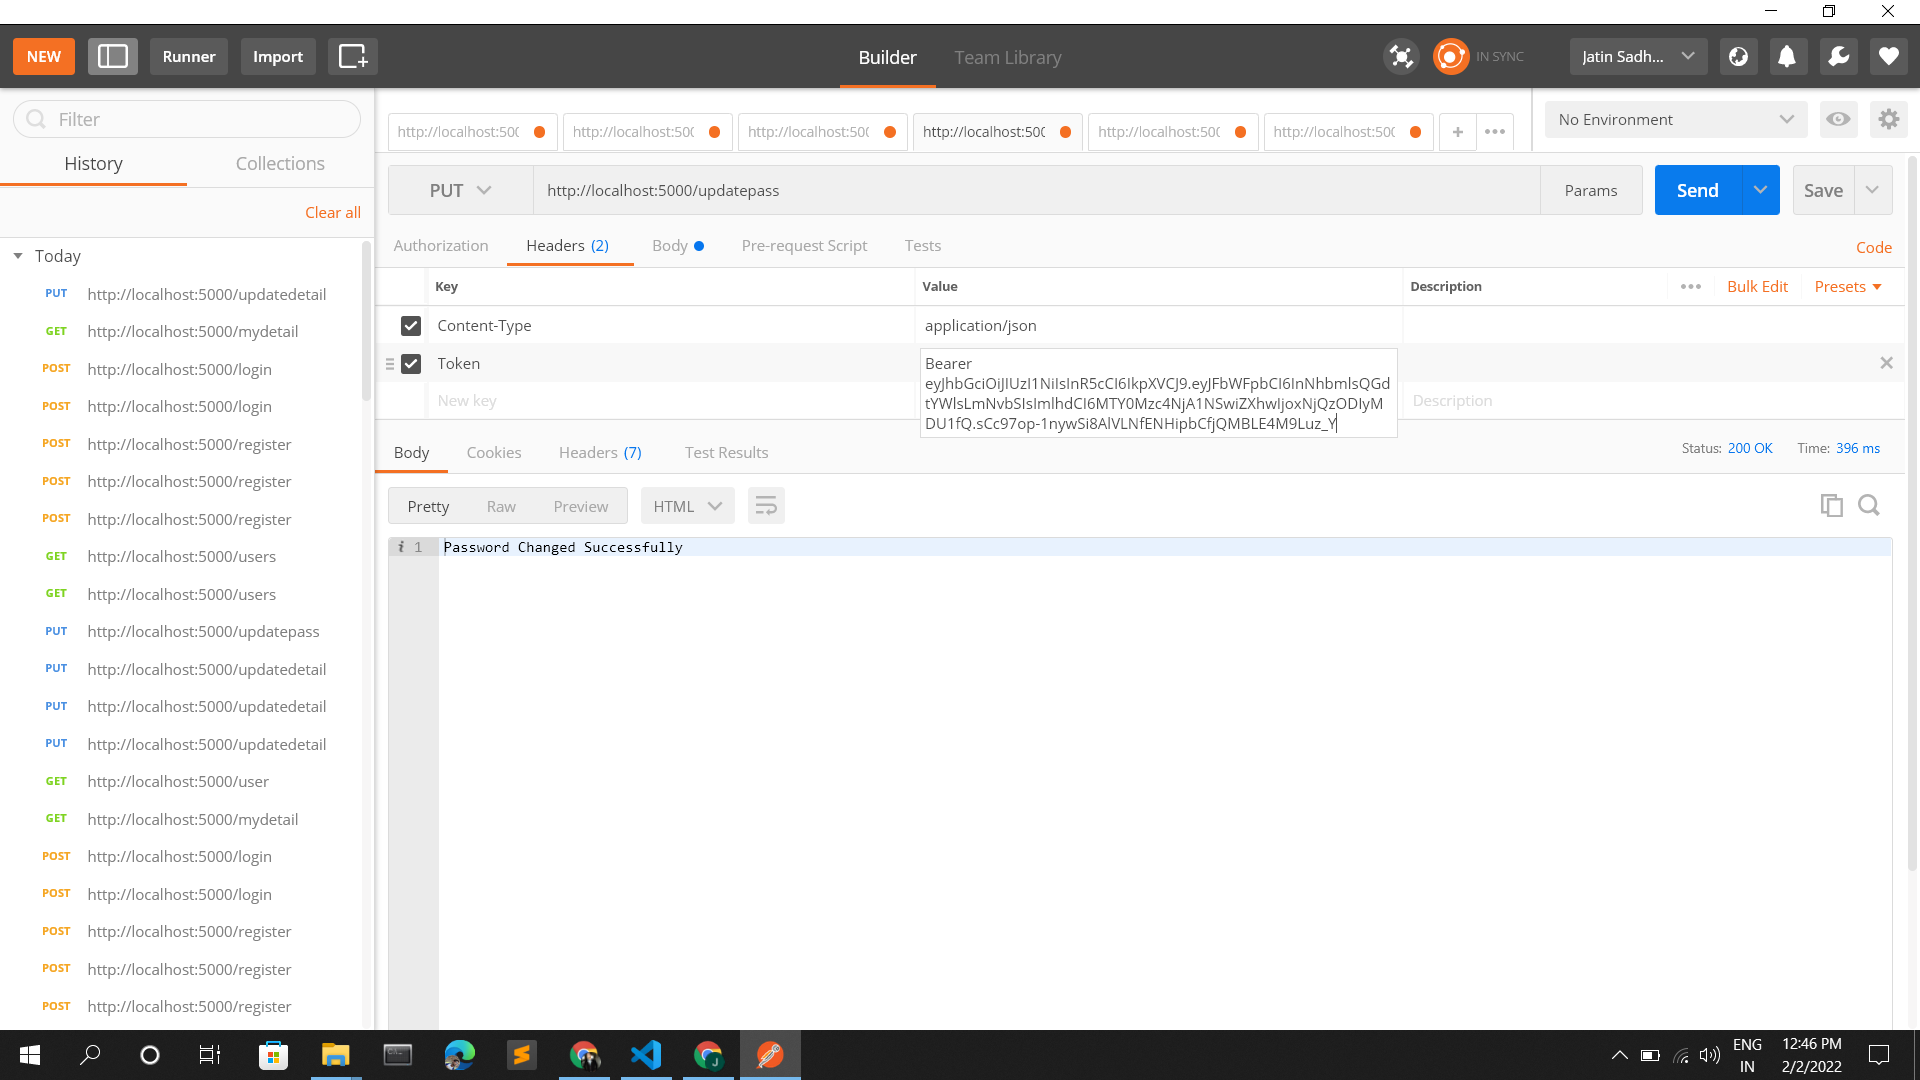 NEW
Runner
Import
Builder
Team Library
IN SYNC
Jatin Sadh...
Filter
History
Collections
Clear all
Today
PUT http://localhost:5000/updatedetail
GET http://localhost:5000/mydetail
POST http://localhost:5000/login
POST http://localhost:5000/login
POST http://localhost:5000/register
POST http://localhost:5000/register
POST http://localhost:5000/register
GET http://localhost:5000/users
GET http://localhost:5000/users
PUT http://localhost:5000/updatepass
PUT http://localhost:5000/updatedetail
PUT http://localhost:5000/updatedetail
PUT http://localhost:5000/updatedetail
GET http://localhost:5000/user
GET http://localhost:5000/mydetail
POST http://localhost:5000/login
POST http://localhost:5000/login
POST http://localhost:5000/register
POST http://localhost:5000/register
POST http://localhost:5000/register
http://localhost:500 http://localhost:500 http://localhost:500 http://localhost:500 http://localhost:500 http://localhost:500 + •••
No Environment
PUT http://localhost:5000/updatepass Params Send Save
Authorization Headers (2) Body Pre-request Script Tests Code
Key Value Description ••• Bulk Edit Presets
Content-Type application/json
Token Bearer
eyJhbGciOiJIUzI1NiIsInR5cCI6IkpXVCJ9.eyJFbWFpbCI6InNhbmlsQGd
tYWlsLmNvbSIsImlhdCI6MTY0Mzc4NjA1NSwiZXhwIjoxNjQzODIyM
DU1fQ.sCc97op-1nywSi8AlVLNfENHipbCfjQMBLE4M9Luz_Y
New key Description
Body Cookies Headers (7) Test Results Status: 200 OK Time: 396 ms
Pretty Raw Preview HTML
i 1 Password Changed Successfully
ENG
IN
12:46 PM
2/2/2022